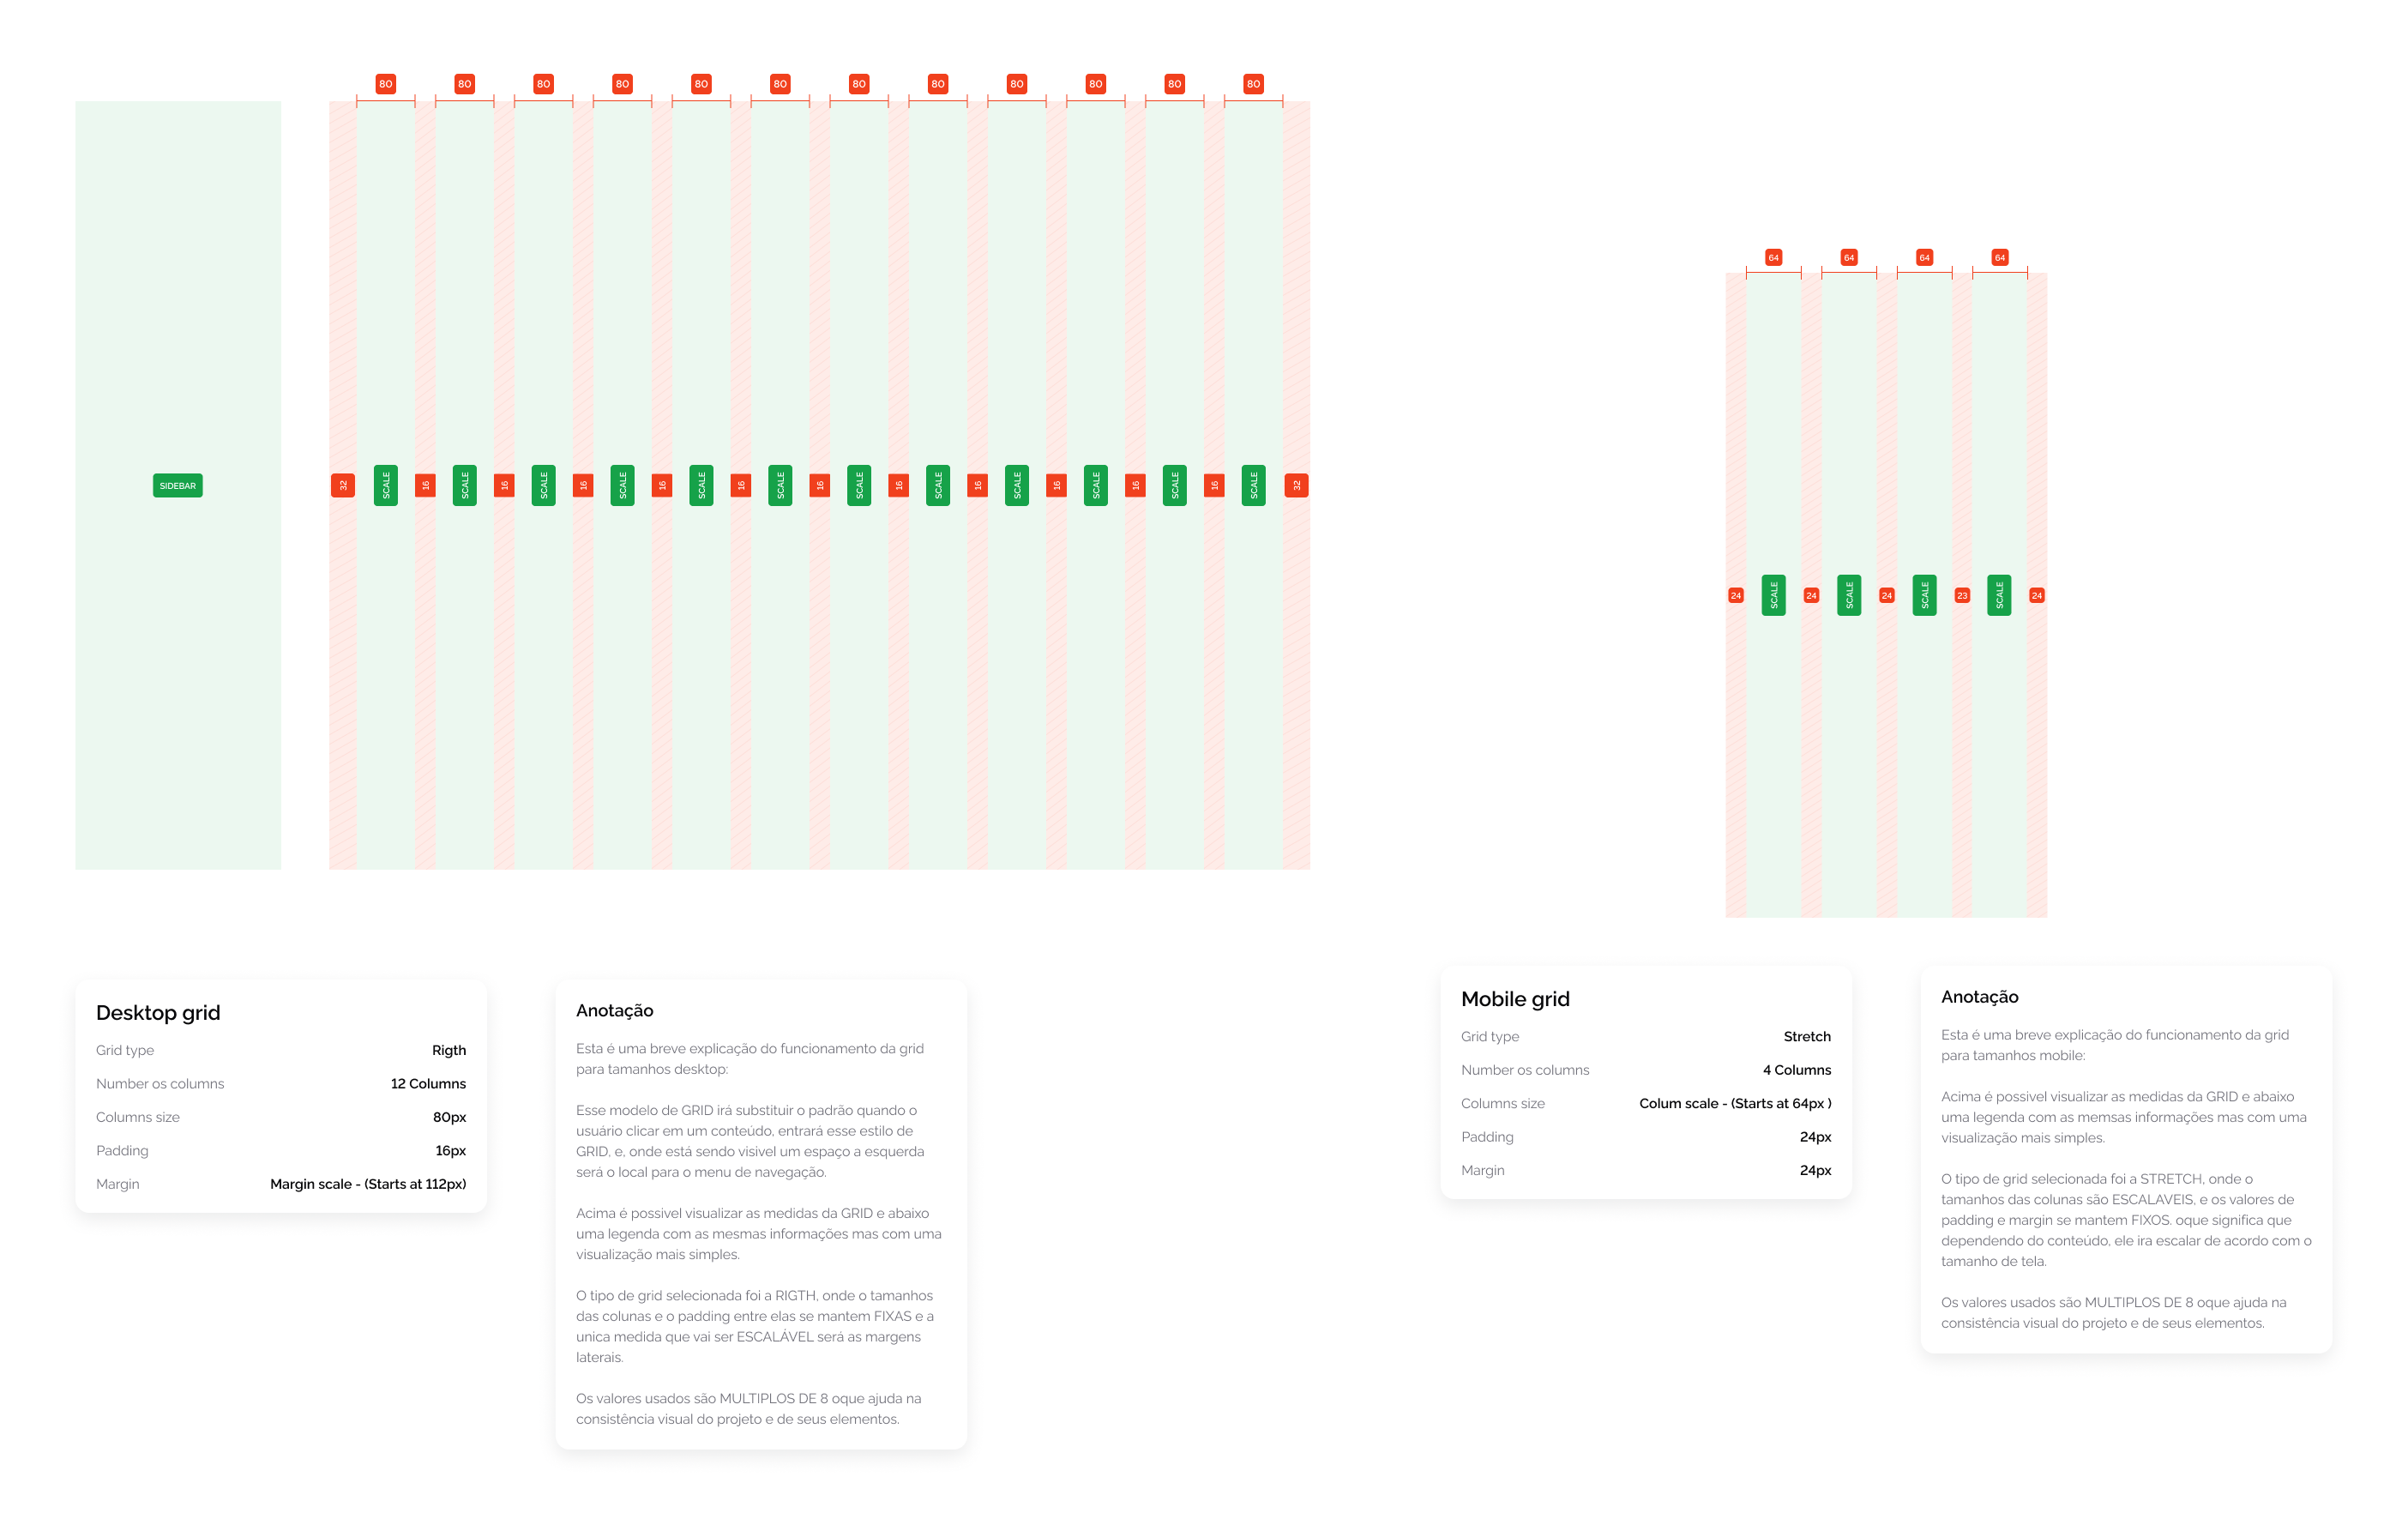 80 80 80 80 80 80 80 80 80 80 80 80
SIDEBAR
32 SCALE 16 SCALE 16 SCALE 16 SCALE 16 SCALE 16 SCALE 16 SCALE 16 SCALE 16 SCALE 16 SCALE 16 SCALE 16 SCALE 32
64 64 64 64
24 SCALE 24 SCALE 24 SCALE 23 SCALE 24
Desktop grid
Grid type Rigth
Number os columns 12 Columns
Columns size 80px
Padding 16px
Margin Margin scale - (Starts at 112px)
Anotação
Esta é uma breve explicação do funcionamento da grid
para tamanhos desktop:
Esse modelo de GRID irá substituir o padrão quando o
usuário clicar em um conteúdo, entrará esse estilo de
GRID, e, onde está sendo visivel um espaço a esquerda
será o local para o menu de navegação.
Acima é possivel visualizar as medidas da GRID e abaixo
uma legenda com as mesmas informações mas com uma
visualização mais simples.
O tipo de grid selecionada foi a RIGTH, onde o tamanhos
das colunas e o padding entre elas se mantem FIXAS e a
unica medida que vai ser ESCALÁVEL será as margens
laterais.
Os valores usados são MULTIPLOS DE 8 oque ajuda na
consistência visual do projeto e de seus elementos.
Mobile grid
Grid type Stretch
Number os columns 4 Columns
Columns size Colum scale - (Starts at 64px )
Padding 24px
Margin 24px
Anotação
Esta é uma breve explicação do funcionamento da grid
para tamanhos mobile:
Acima é possivel visualizar as medidas da GRID e abaixo
uma legenda com as memsas informações mas com uma
visualização mais simples.
O tipo de grid selecionada foi a STRETCH, onde o
tamanhos das colunas são ESCALAVEIS, e os valores de
padding e margin se mantem FIXOS. oque significa que
dependendo do conteúdo, ele ira escalar de acordo com o
tamanho de tela.
Os valores usados são MULTIPLOS DE 8 oque ajuda na
consistência visual do projeto e de seus elementos.